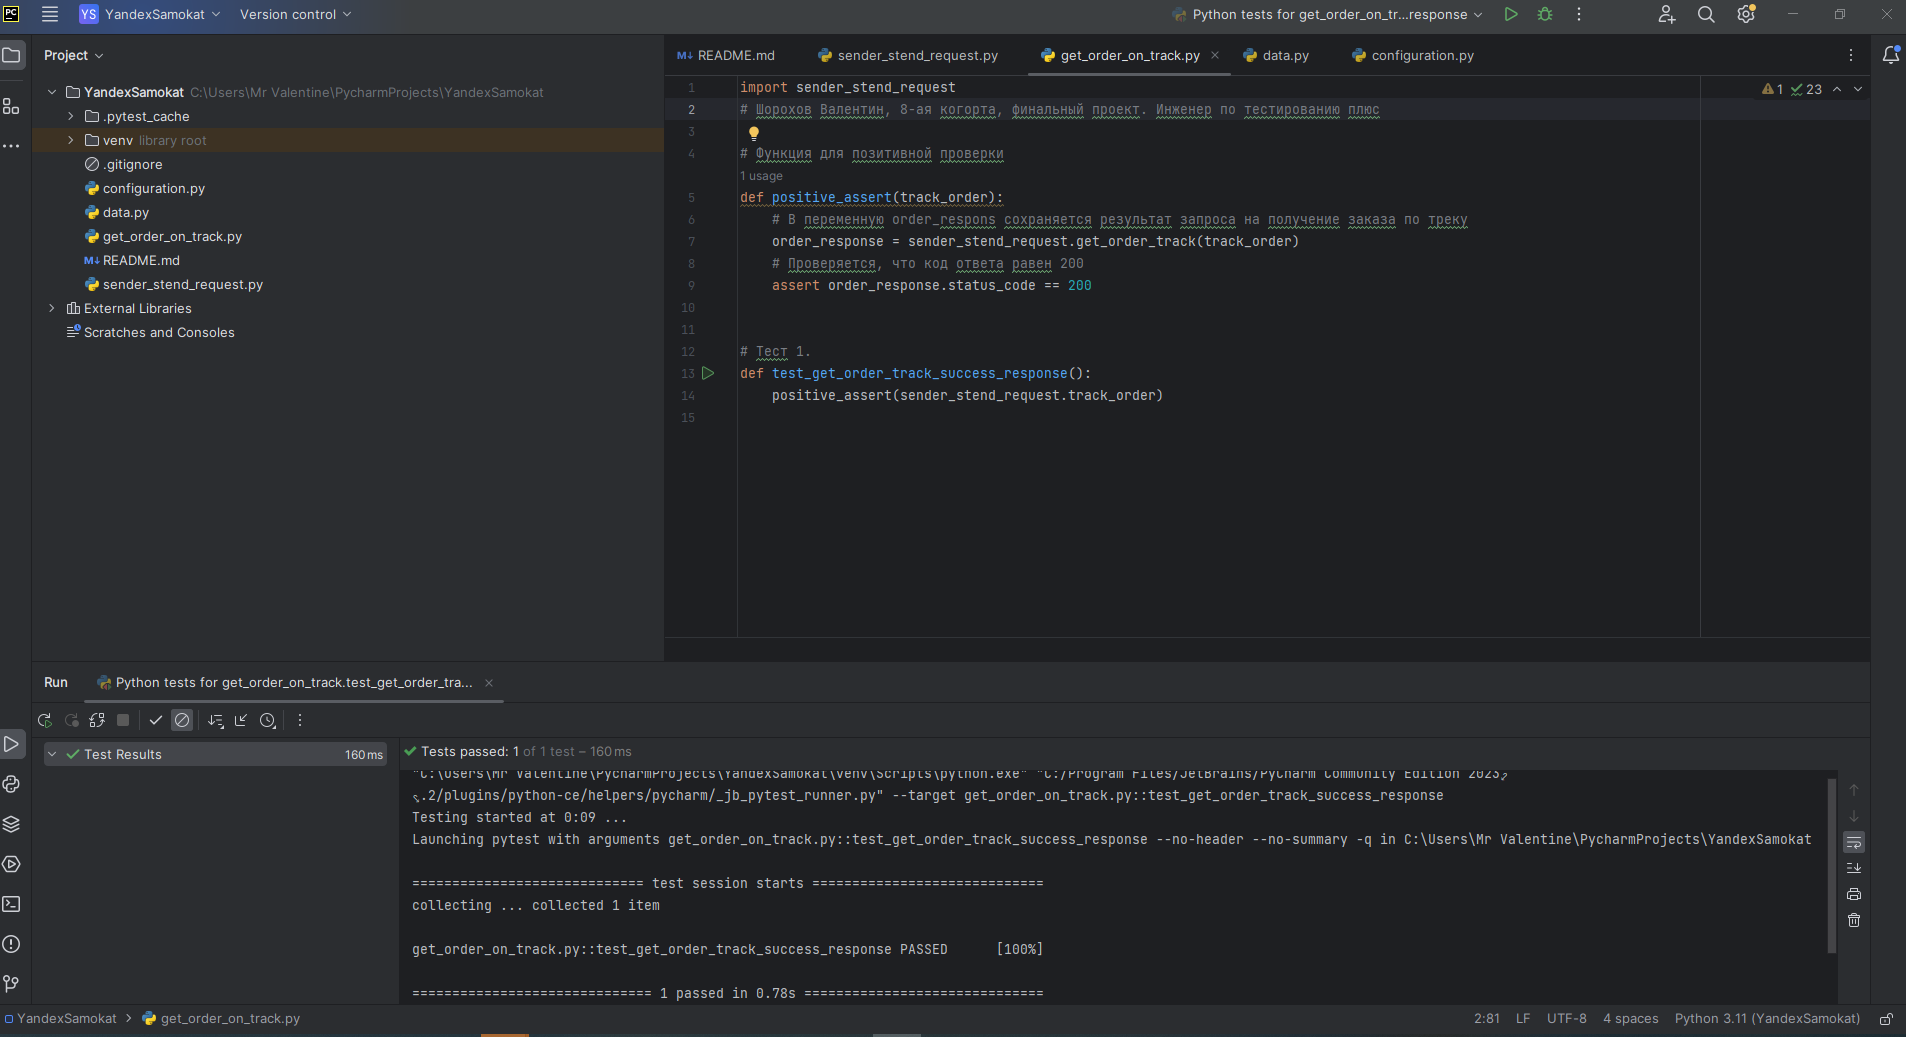 PC
YS YandexSamokat Version control Python tests for get_order_on_tr...response
Project
YandexSamokat C:\Users\Mr Valentine\PycharmProjects\YandexSamokat
.pytest_cache
venv library root
.gitignore
configuration.py
data.py
get_order_on_track.py
M↓ README.md
sender_stend_request.py
External Libraries
Scratches and Consoles
M↓ README.md sender_stend_request.py get_order_on_track.py data.py configuration.py
1 23
1 import sender_stend_request
2 # Шорохов Валентин, 8-ая когорта, финальный проект. Инженер по тестированию плюс
3
4 # Функция для позитивной проверки
1 usage
5 def positive_assert(track_order):
6 # В переменную order_respons сохраняется результат запроса на получение заказа по треку
7 order_response = sender_stend_request.get_order_track(track_order)
8 # Проверяется, что код ответа равен 200
9 assert order_response.status_code == 200
10
11
12 # Тест 1.
13 def test_get_order_track_success_response():
14 positive_assert(sender_stend_request.track_order)
15
Run Python tests for get_order_on_track.test_get_order_tra...
Test Results 160 ms
Tests passed: 1 of 1 test – 160 ms
"C:\Users\Mr Valentine\PycharmProjects\YandexSamokat\venv\Scripts\python.exe" "C:/Program Files/JetBrains/PyCharm Community Edition 2023
.2/plugins/python-ce/helpers/pycharm/_jb_pytest_runner.py" --target get_order_on_track.py::test_get_order_track_success_response
Testing started at 0:09 ...
Launching pytest with arguments get_order_on_track.py::test_get_order_track_success_response --no-header --no-summary -q in C:\Users\Mr Valentine\PycharmProjects\YandexSamokat
============================= test session starts =============================
collecting ... collected 1 item
get_order_on_track.py::test_get_order_track_success_response PASSED [100%]
============================== 1 passed in 0.78s ==============================
YandexSamokat > get_order_on_track.py 2:81 LF UTF-8 4 spaces Python 3.11 (YandexSamokat)